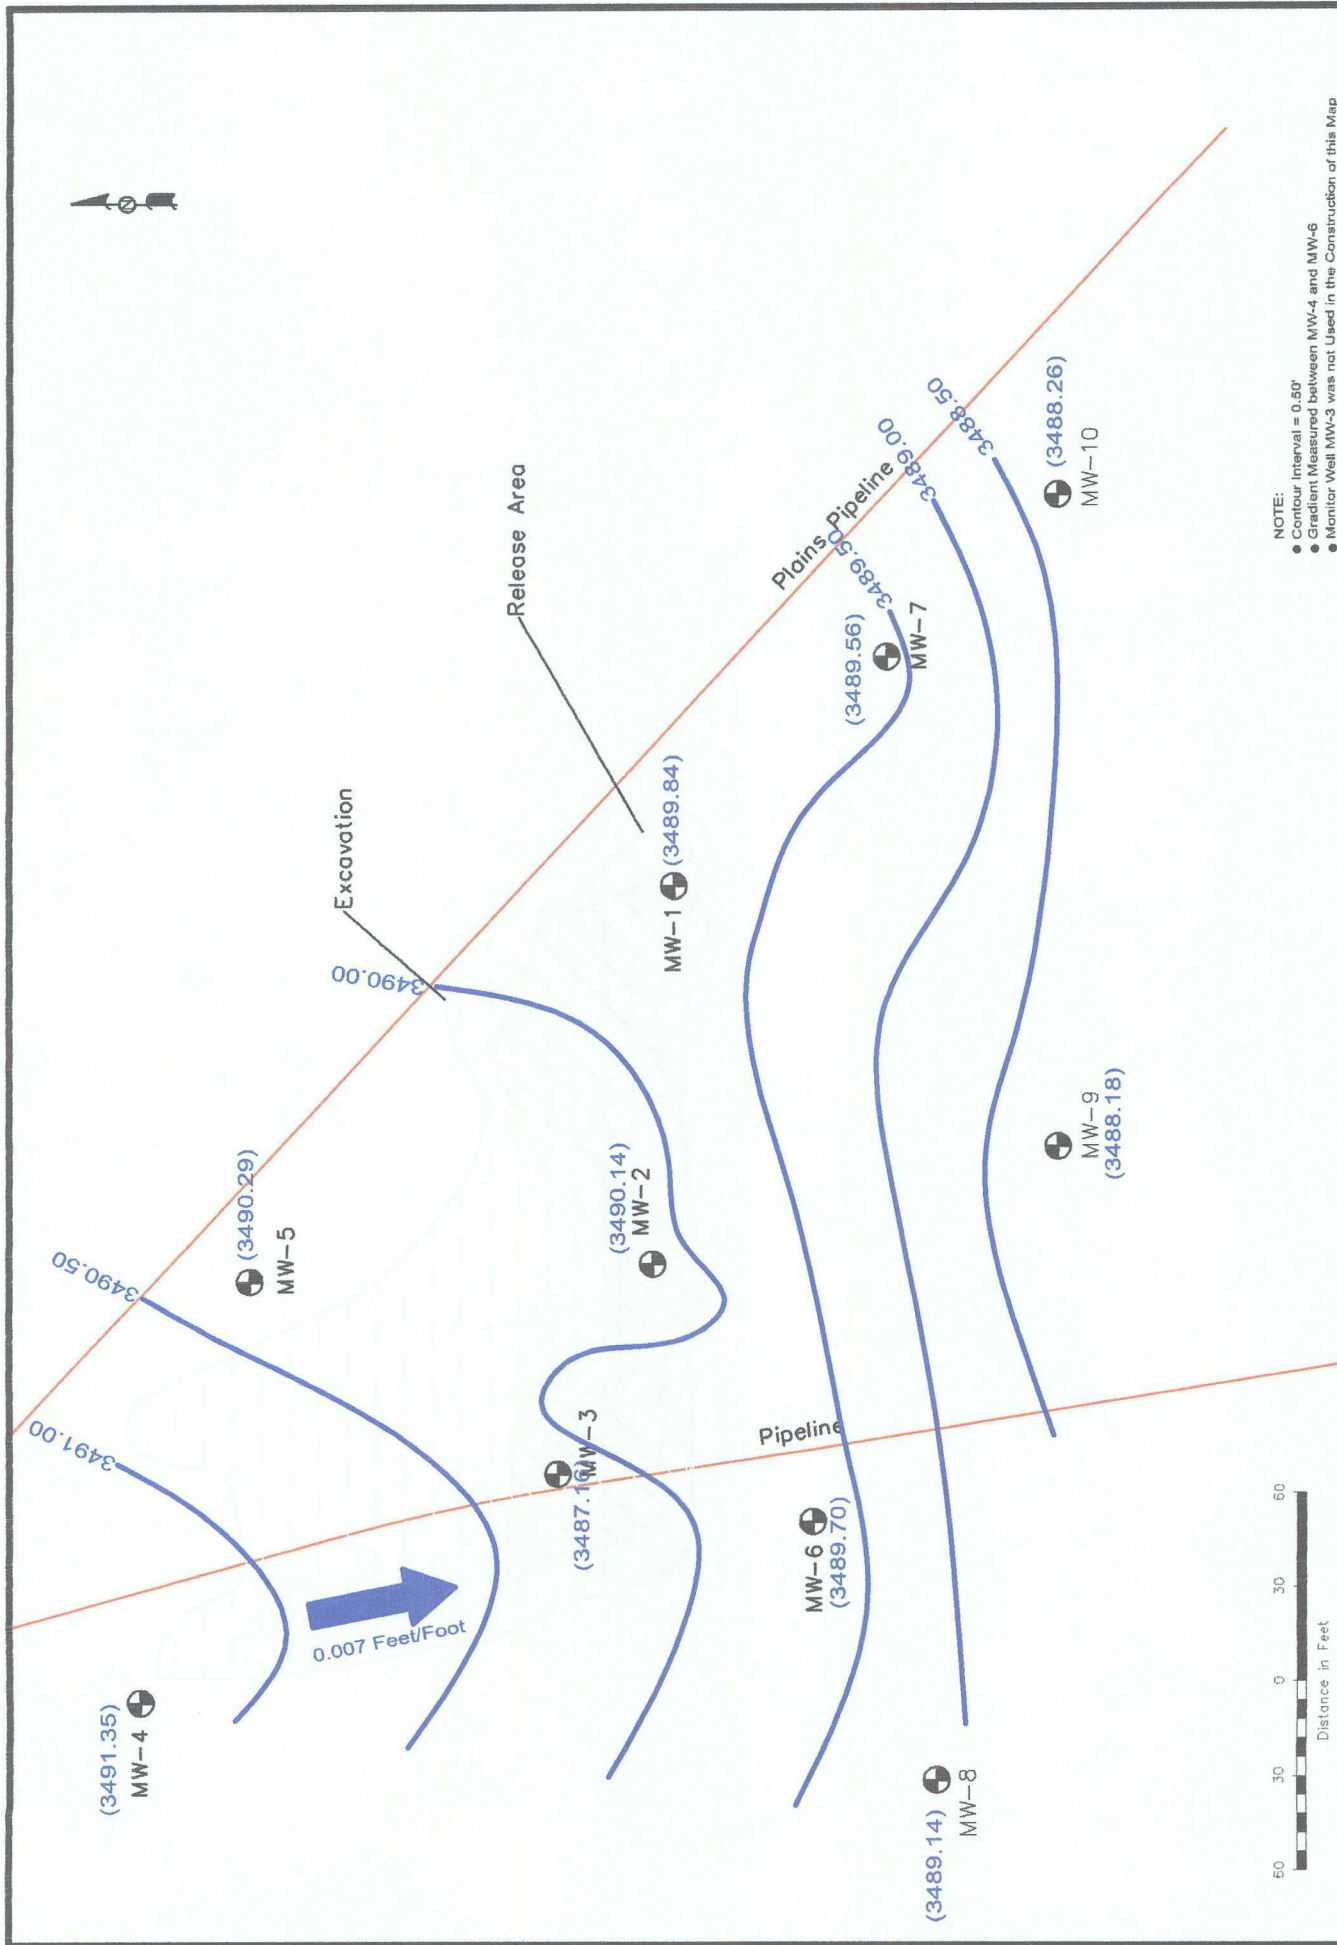 N
Release Area
Excavation
Plains Pipeline
Pipeline
3491.00
3490.50
3490.00
3489.50
3489.00
3488.50
(3491.35)
MW-4
(3490.29)
MW-5
0.007 Feet/Foot
(3487.16)
MW-3
(3490.14)
MW-2
MW-1 (3489.84)
MW-6
(3489.70)
(3489.56)
MW-7
(3489.14)
MW-8
MW-9
(3488.18)
(3488.26)
MW-10
NOTE:
● Contour Interval = 0.50'
● Gradient Measured between MW-4 and MW-6
● Monitor Well MW-3 was not Used in the Construction of this Map
60 30 0 30 60
Distance in Feet